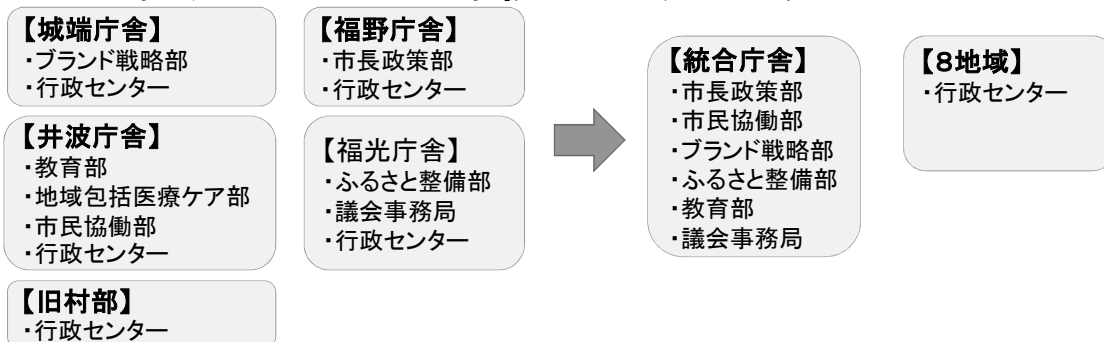 【城端庁舎】
・ブランド戦略部
・行政センター
【福野庁舎】
・市長政策部
・行政センター
【井波庁舎】
・教育部
・地域包括医療ケア部
・市民協働部
・行政センター
【福光庁舎】
・ふるさと整備部
・議会事務局
・行政センター
【旧村部】
・行政センター
【統合庁舎】
・市長政策部
・市民協働部
・ブランド戦略部
・ふるさと整備部
・教育部
・議会事務局
【8地域】
・行政センター